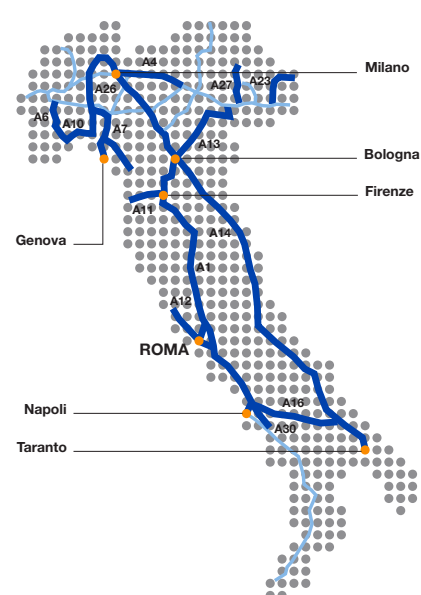 A4
Milano
A26
A27
A23
A6
A10
A7
A13
Bologna
Firenze
A11
Genova
A14
A1
A12
ROMA
Napoli
A16
A30
Taranto